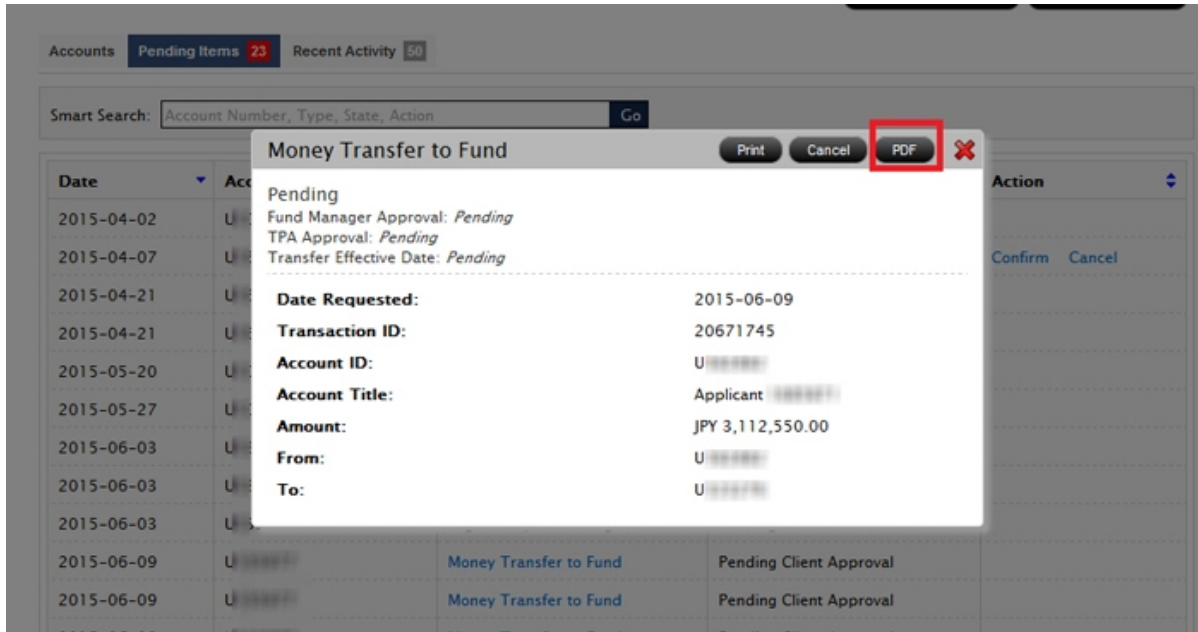 Accounts Pending Items 23 Recent Activity 50
Smart Search: Account Number, Type, State, Action Go
Money Transfer to Fund Print Cancel PDF
Date Action
Pending
Fund Manager Approval: Pending
TPA Approval: Pending
Transfer Effective Date: Pending
2015-04-02
2015-04-07 Confirm Cancel
2015-04-21
2015-04-21
2015-05-20
2015-05-27
2015-06-03
2015-06-03
2015-06-03
Date Requested: 2015-06-09
Transaction ID: 20671745
Account ID: U
Account Title: Applicant
Amount: JPY 3,112,550.00
From: U
To: U
2015-06-09 U Money Transfer to Fund Pending Client Approval
2015-06-09 U Money Transfer to Fund Pending Client Approval